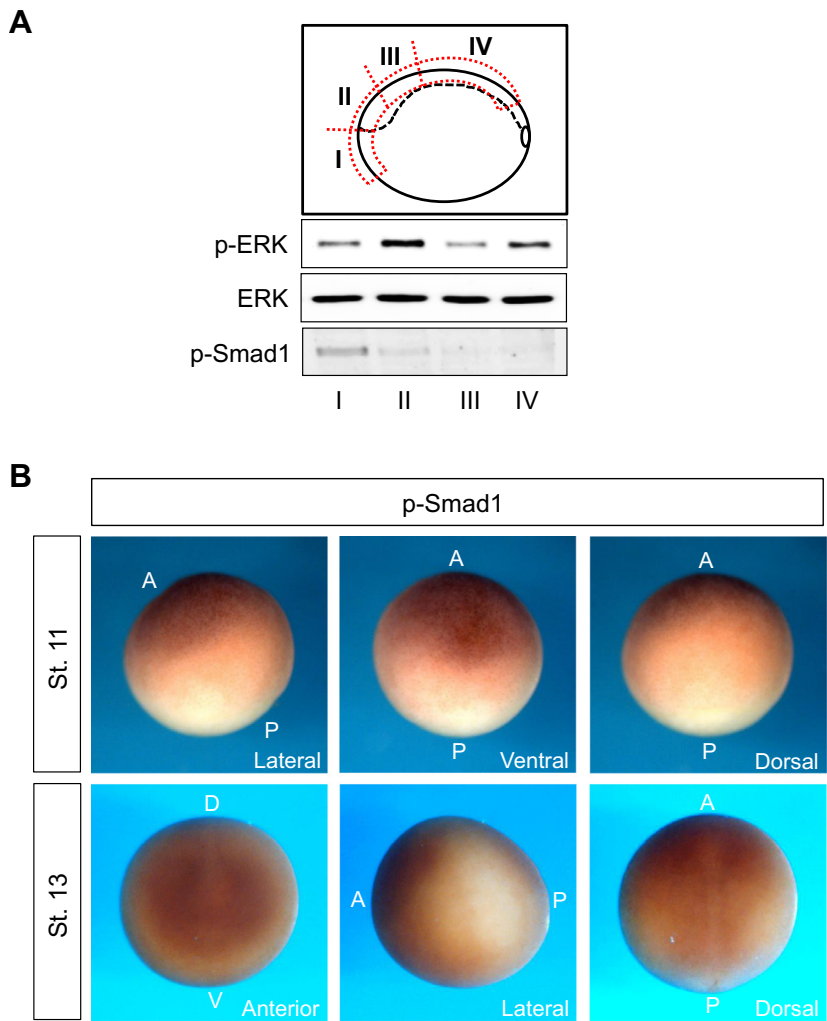 A
I
II
III
IV
p-ERK
ERK
p-Smad1
I II III IV
B
p-Smad1
St. 11
A
P
Lateral
A
P
Ventral
A
P
Dorsal
St. 13
D
V
Anterior
A
P
Lateral
A
P
Dorsal